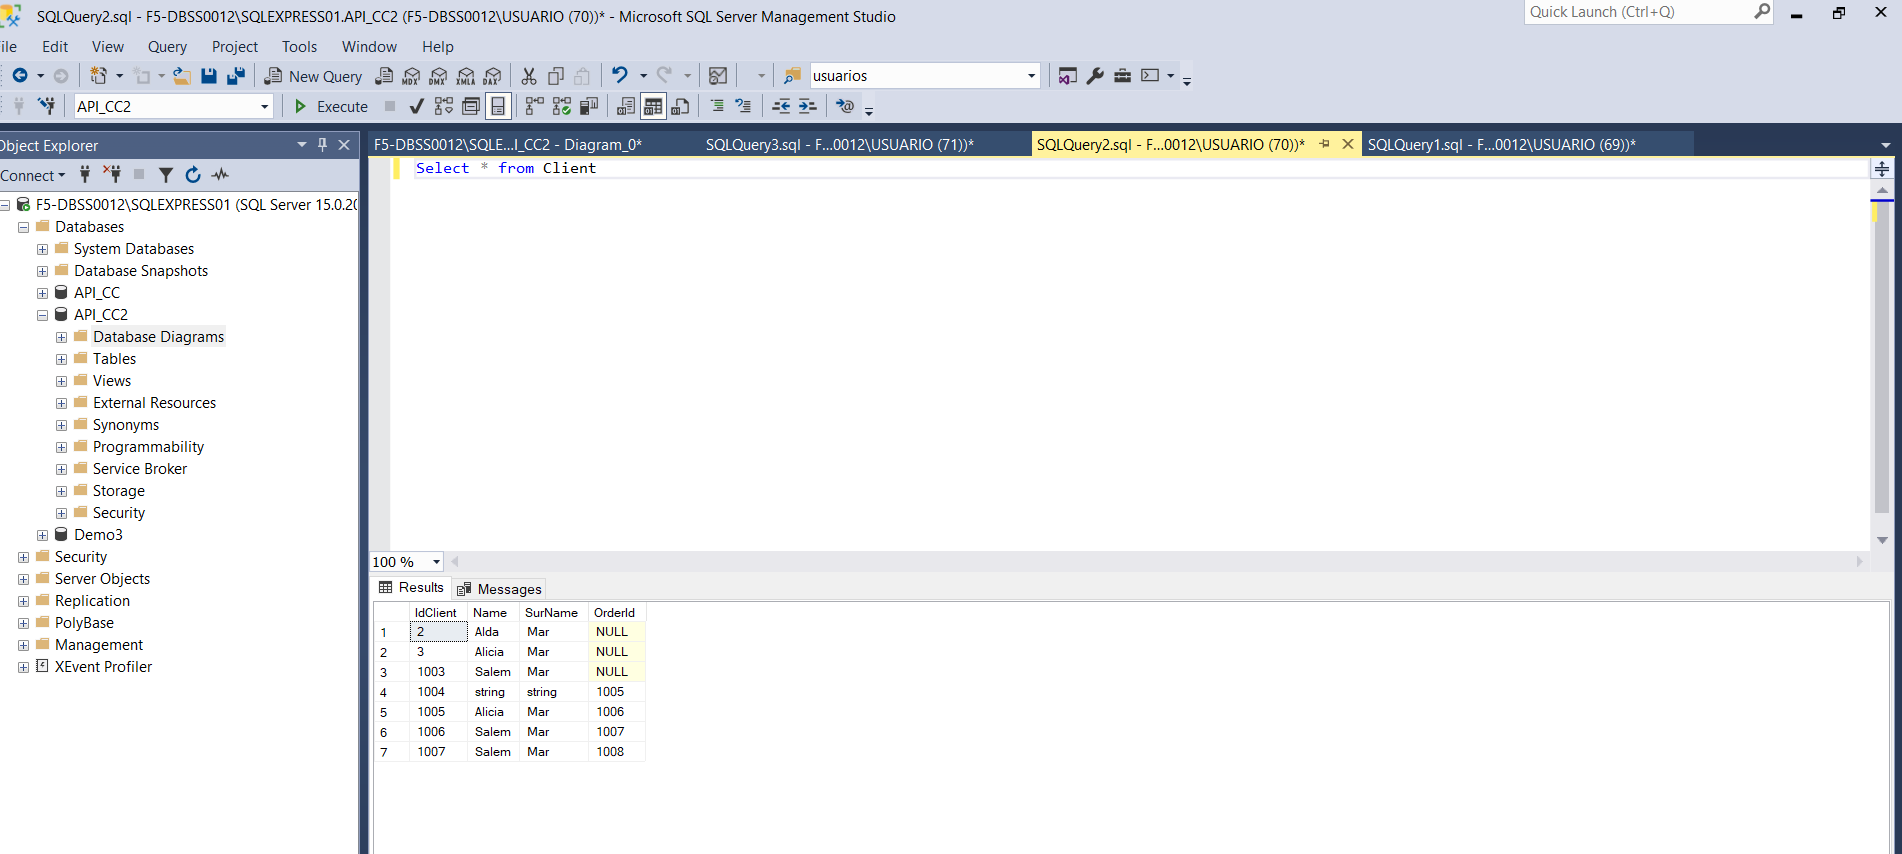 SQLQuery2.sql - F5-DBSS0012\SQLEXPRESS01.API_CC2 (F5-DBSS0012\USUARIO (70))* - Microsoft SQL Server Management Studio
Quick Launch (Ctrl+Q)
ile Edit View Query Project Tools Window Help
New Query MDX DMX XMLA DAX usuarios
API_CC2 Execute
Object Explorer
F5-DBSS0012\SQLE...I_CC2 - Diagram_0* SQLQuery3.sql - F...0012\USUARIO (71))* SQLQuery2.sql - F...0012\USUARIO (70))* SQLQuery1.sql - F...0012\USUARIO (69))*
Connect
Select * from Client
F5-DBSS0012\SQLEXPRESS01 (SQL Server 15.0.20
Databases
System Databases
Database Snapshots
API_CC
API_CC2
Database Diagrams
Tables
Views
External Resources
Synonyms
Programmability
Service Broker
Storage
Security
Demo3
Security
Server Objects
Replication
PolyBase
Management
XEvent Profiler
100 %
Results Messages
IdClient Name SurName OrderId
1 2 Alda Mar NULL
2 3 Alicia Mar NULL
3 1003 Salem Mar NULL
4 1004 string string 1005
5 1005 Alicia Mar 1006
6 1006 Salem Mar 1007
7 1007 Salem Mar 1008